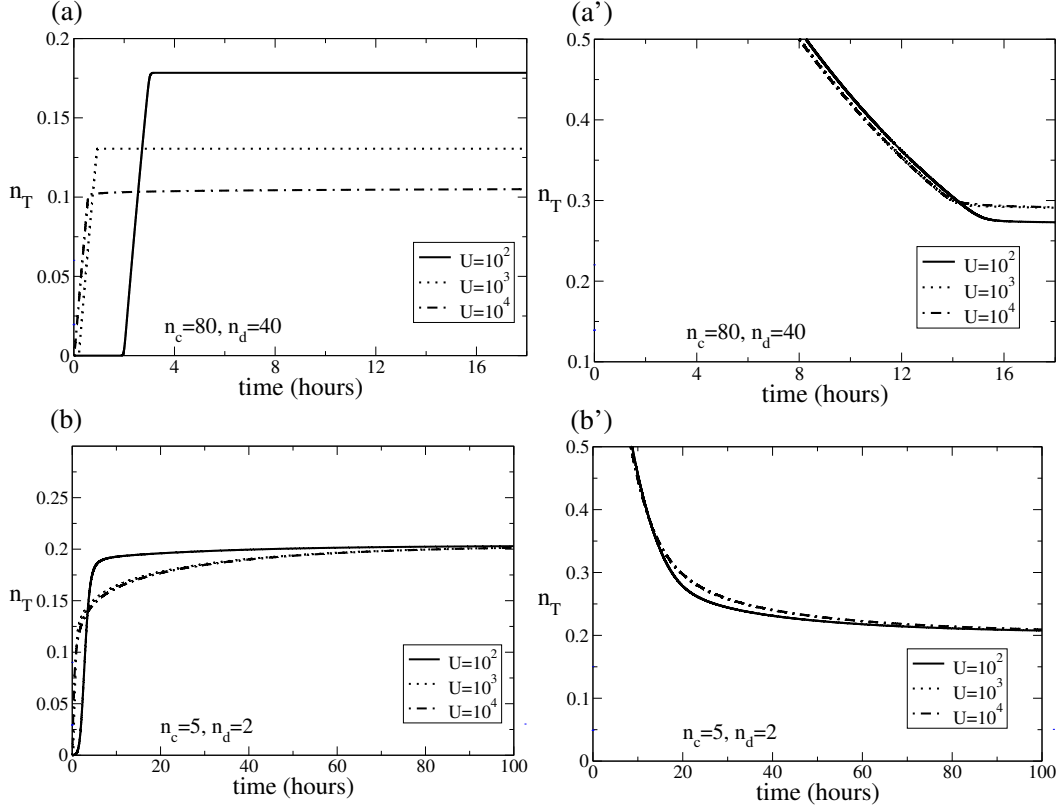 (a)
0.2
0.15
0.1
0.05
0
n_T
U=10^2
U=10^3
U=10^4
n_c=80, n_d=40
0 4 8 12 16
time (hours)
(a')
0.5
0.4
0.3
0.2
0.1
n_T
U=10^2
U=10^3
U=10^4
n_c=80, n_d=40
0 4 8 12 16
time (hours)
(b)
0.25
0.2
0.15
0.1
0.05
0
n_T
U=10^2
U=10^3
U=10^4
n_c=5, n_d=2
0 20 40 60 80 100
time (hours)
(b')
0.5
0.4
0.3
0.2
0.1
0
n_T
U=10^2
U=10^3
U=10^4
n_c=5, n_d=2
0 20 40 60 80 100
time (hours)